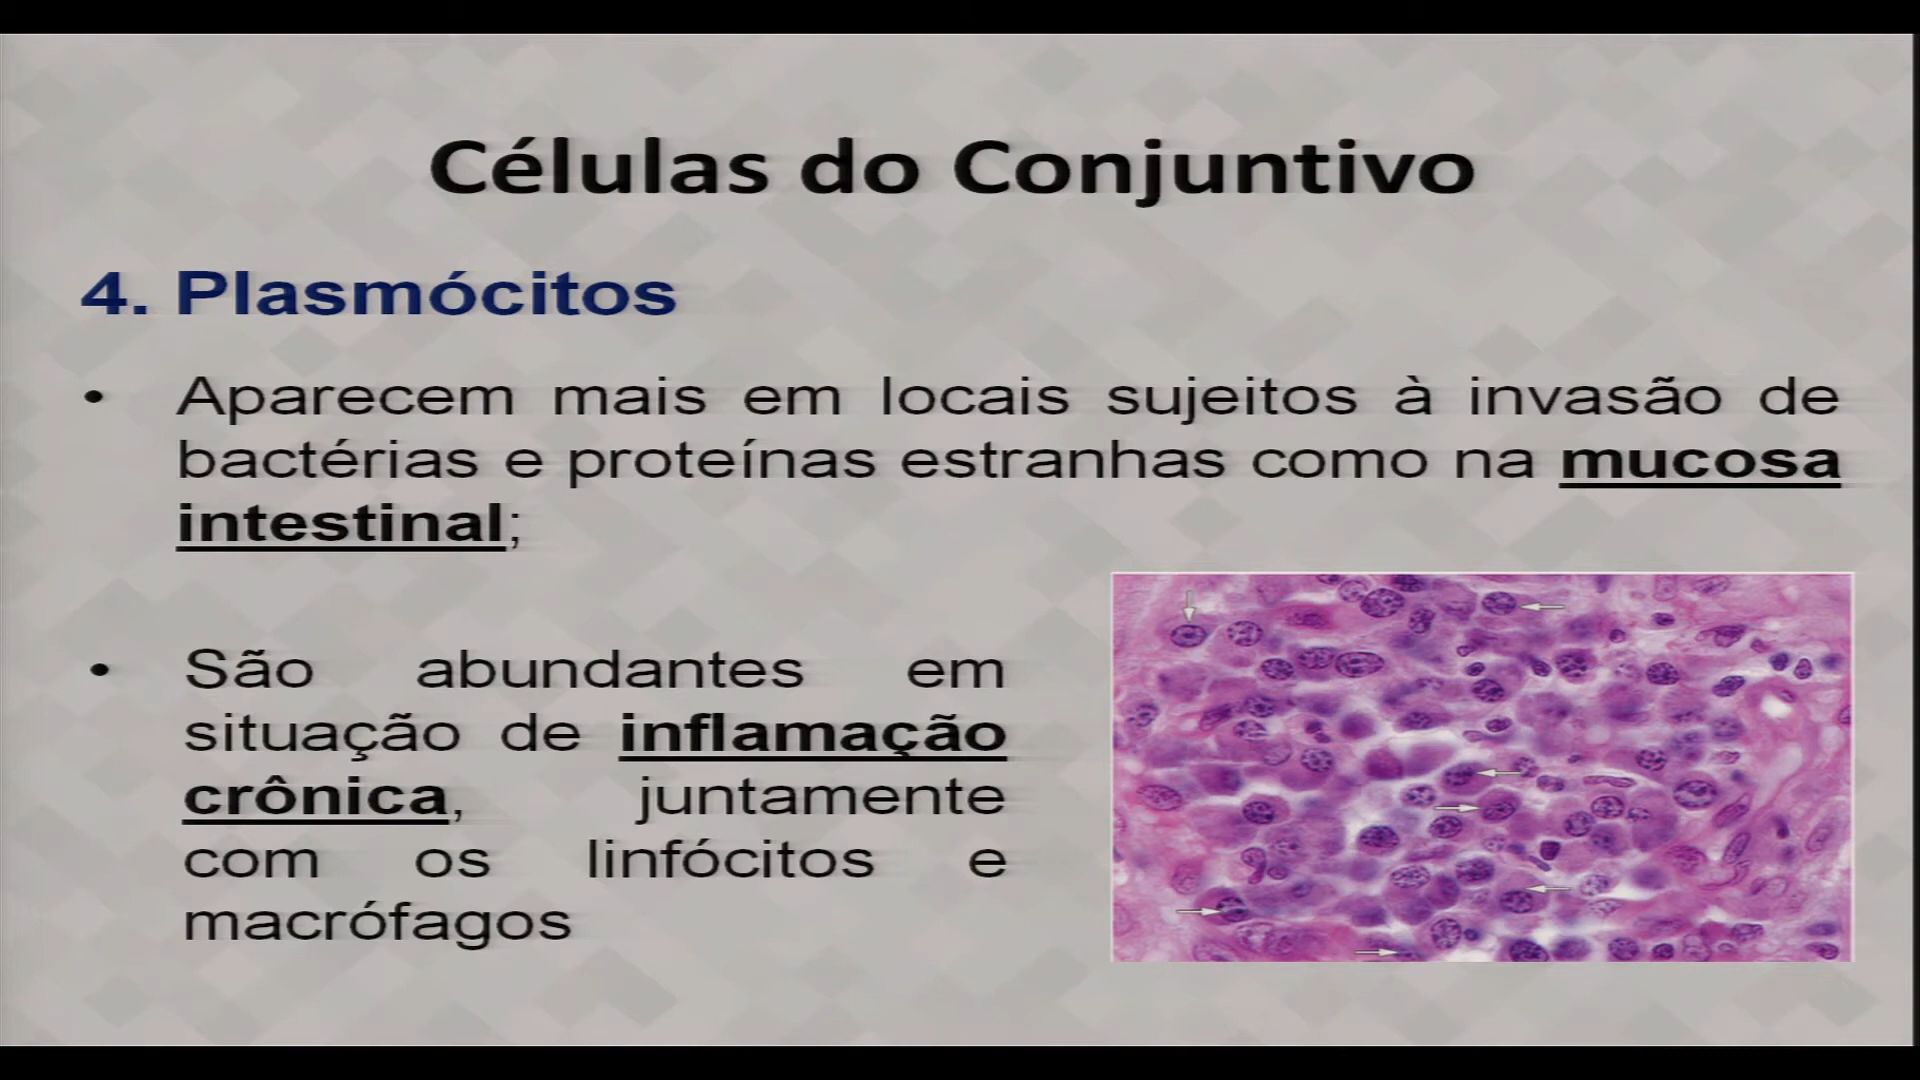 Células do Conjuntivo
4. Plasmócitos
• Aparecem mais em locais sujeitos à invasão de
bactérias e proteínas estranhas como na mucosa
intestinal;
• São abundantes em
situação de inflamação
crônica, juntamente
com os linfócitos e
macrófagos